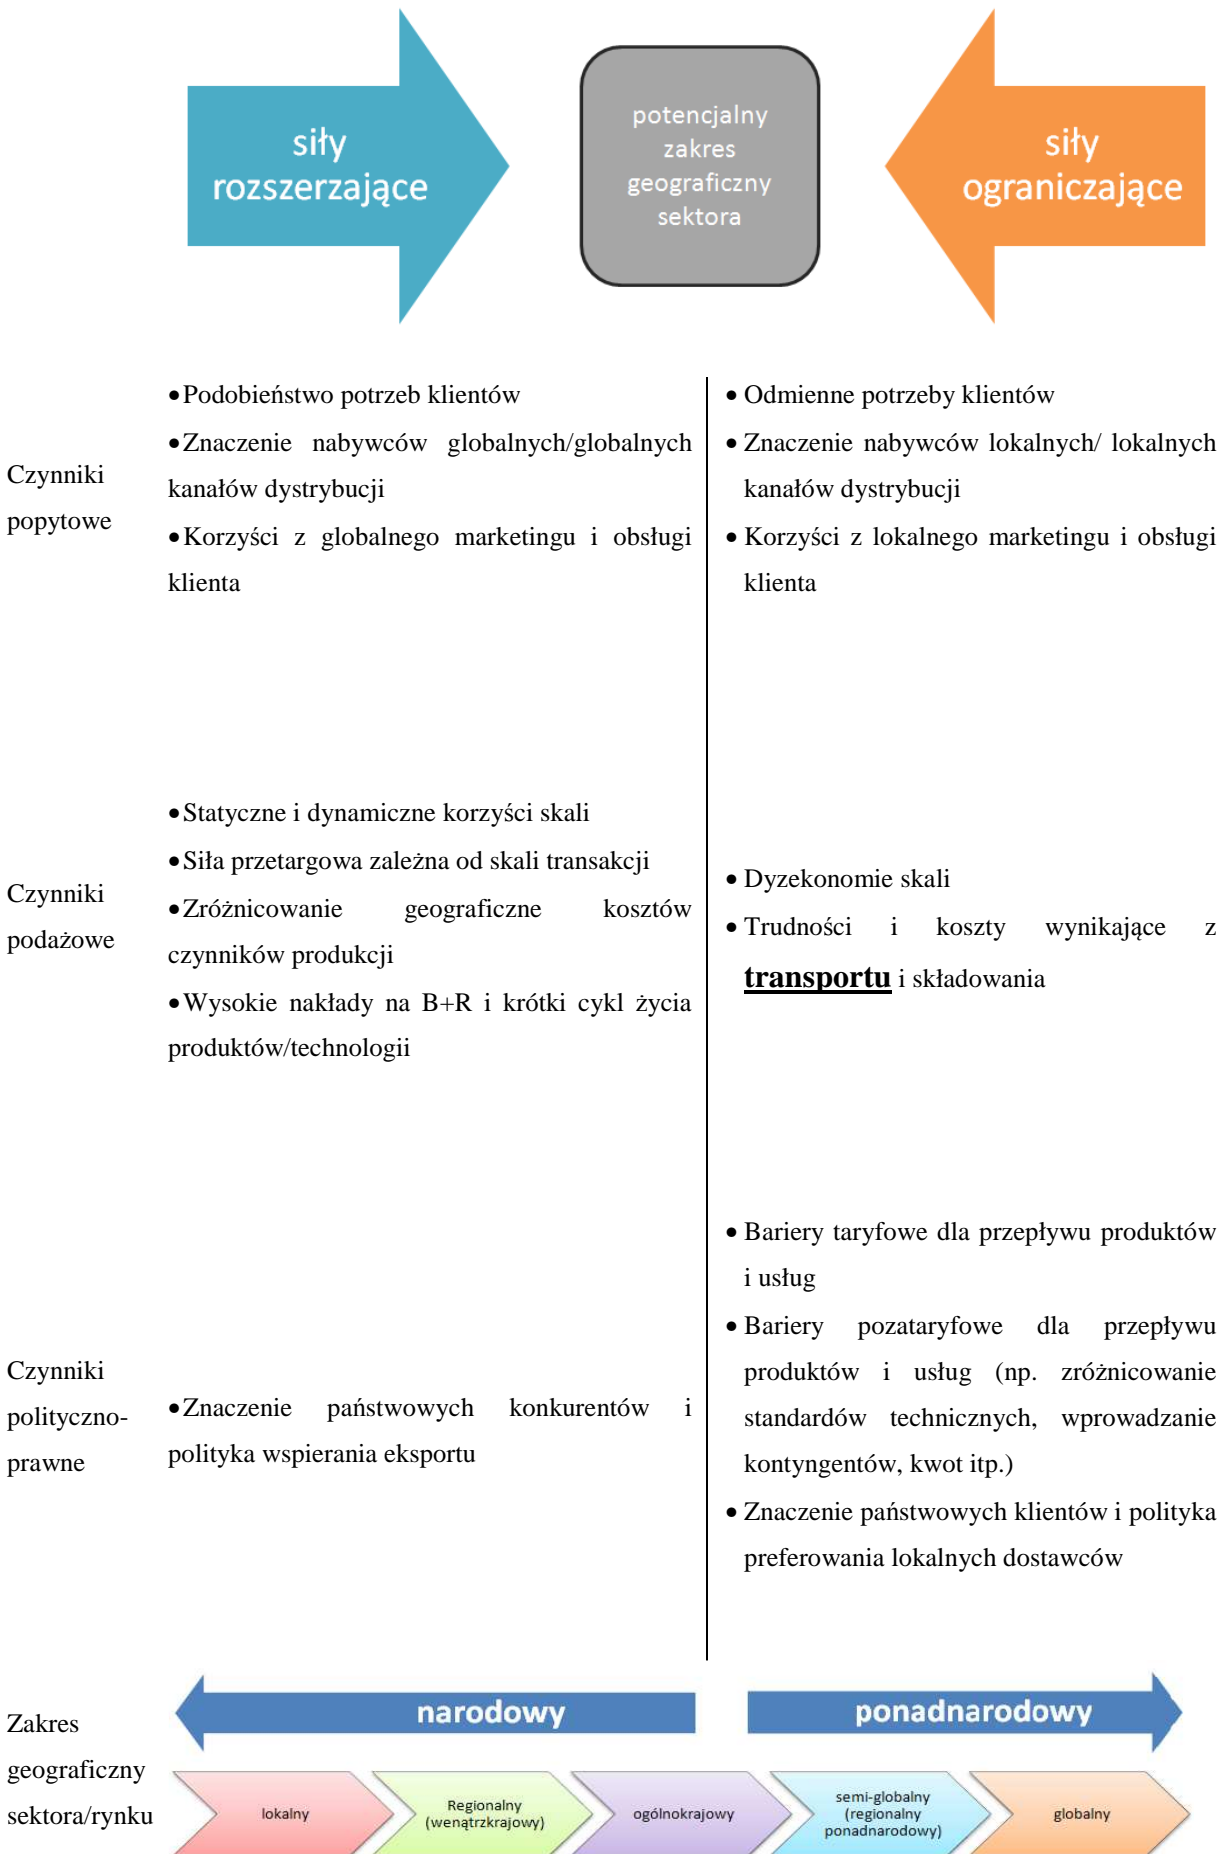 siły
rozszerzające
potencjalny
zakres
geograficzny
sektora
siły
ograniczające
Czynniki
popytowe
•Podobieństwo potrzeb klientów
•Znaczenie nabywców globalnych/globalnych
kanałów dystrybucji
•Korzyści z globalnego marketingu i obsługi
klienta
• Odmienne potrzeby klientów
• Znaczenie nabywców lokalnych/ lokalnych
kanałów dystrybucji
• Korzyści z lokalnego marketingu i obsługi
klienta
Czynniki
podażowe
•Statyczne i dynamiczne korzyści skali
•Siła przetargowa zależna od skali transakcji
•Zróżnicowanie geograficzne kosztów
czynników produkcji
•Wysokie nakłady na B+R i krótki cykl życia
produktów/technologii
• Dyzekonomie skali
• Trudności i koszty wynikające z
transportu i składowania
Czynniki
polityczno-
prawne
•Znaczenie państwowych konkurentów i
polityka wspierania eksportu
• Bariery taryfowe dla przepływu produktów
i usług
• Bariery pozataryfowe dla przepływu
produktów i usług (np. zróżnicowanie
standardów technicznych, wprowadzanie
kontyngentów, kwot itp.)
• Znaczenie państwowych klientów i polityka
preferowania lokalnych dostawców
Zakres
geograficzny
sektora/rynku
narodowy
ponadnarodowy
lokalny
Regionalny
(wenątrzkrajowy)
ogólnokrajowy
semi-globalny
(regionalny
ponadnarodowy)
globalny